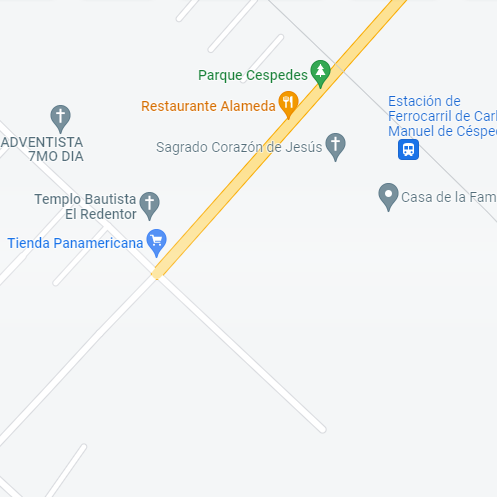 Parque Cespedes
Restaurante Alameda
Estación de
Ferrocarril de Carl
Manuel de Céspe
ADVENTISTA
7MO DIA
Sagrado Corazón de Jesús
Templo Bautista
El Redentor
Casa de la Fam
Tienda Panamericana